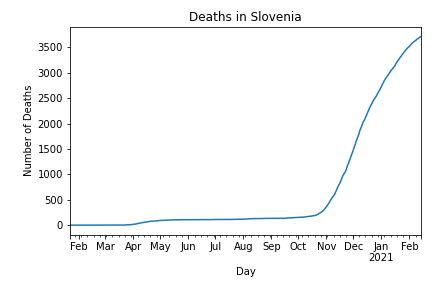 Deaths in Slovenia
Number of Deaths
3500
3000
2500
2000
1500
1000
500
0
Feb Mar Apr May Jun Jul Aug Sep Oct Nov Dec Jan Feb
2021
Day